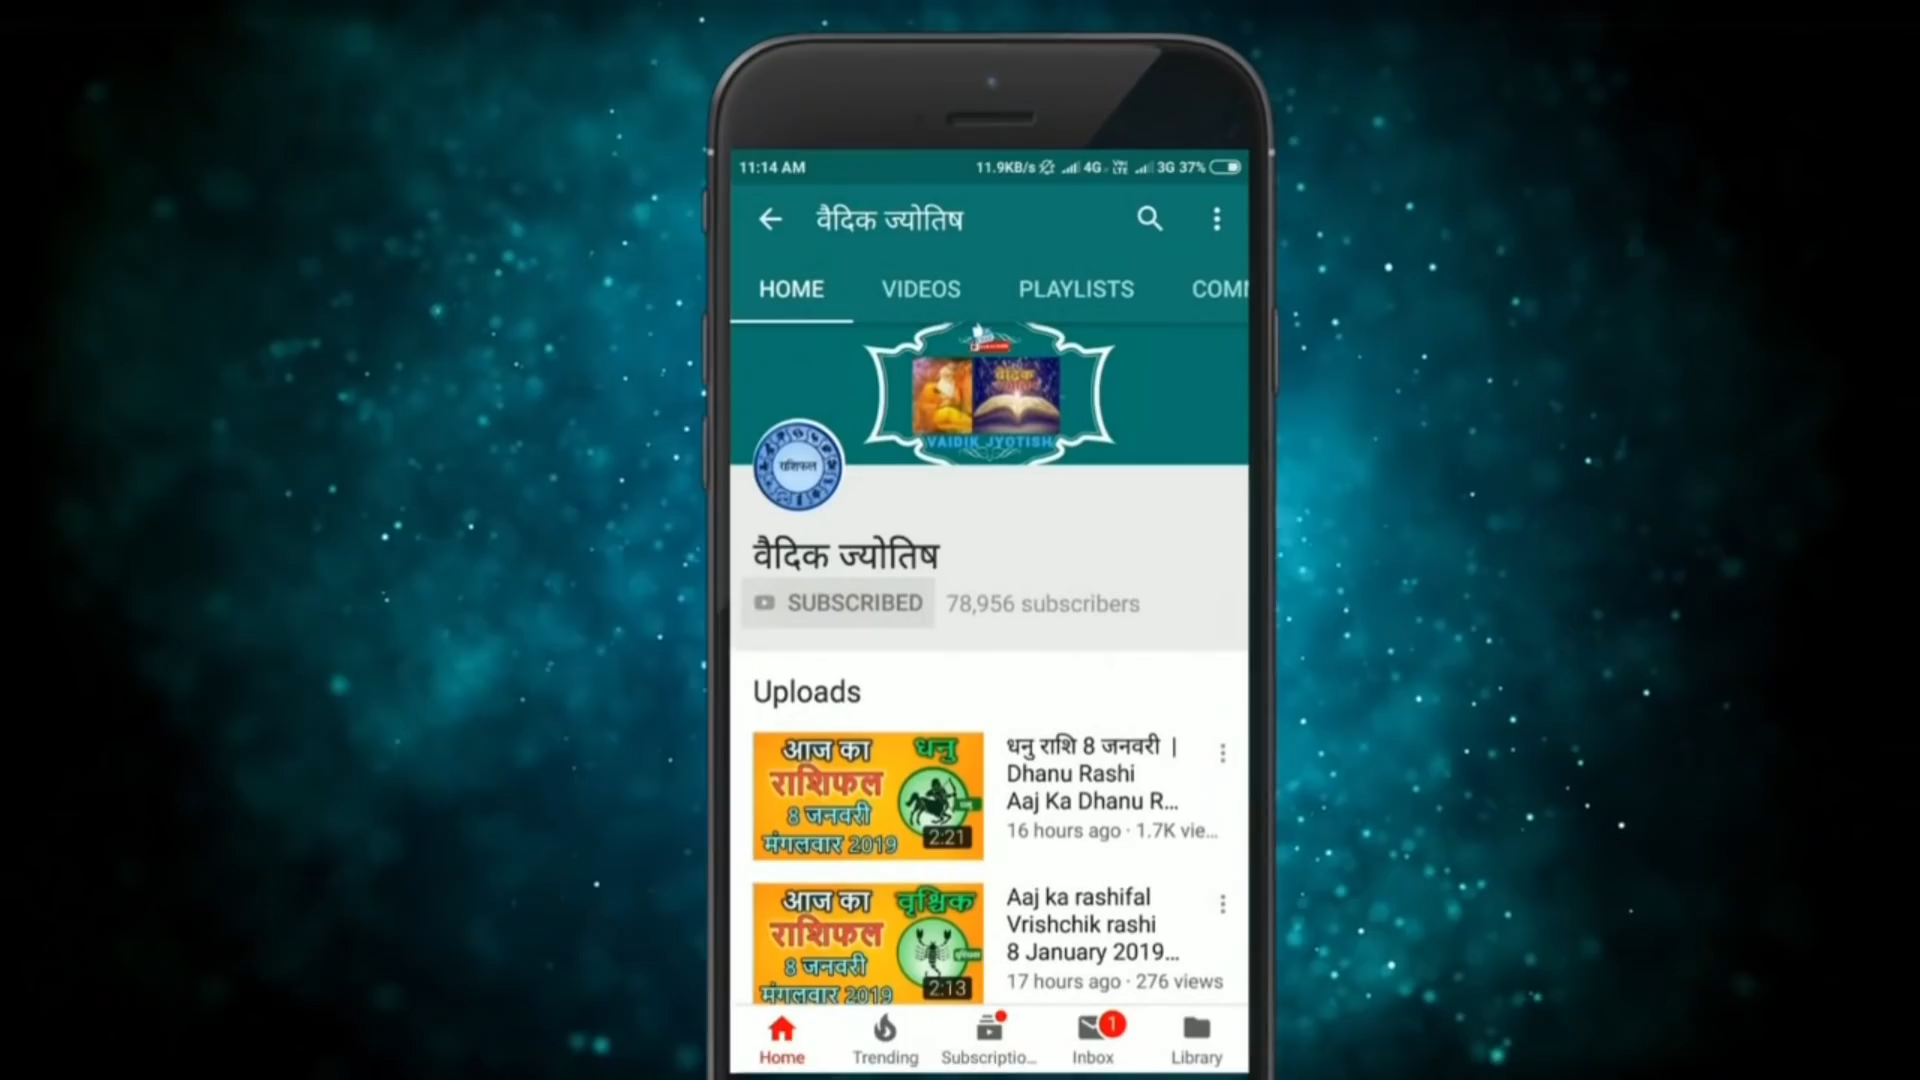 11:14 AM
11.9KB/s 4G 3G 37%
वैदिक ज्योतिष
HOME VIDEOS PLAYLISTS COM
वैदिक
VAIDIK JYOTISH
राशिफल
वैदिक ज्योतिष
SUBSCRIBED 78,956 subscribers
Uploads
आज का धनु
राशिफल
8 जनवरी
मंगलवार 2019
2:21
धनु राशि 8 जनवरी |
Dhanu Rashi
Aaj Ka Dhanu R...
16 hours ago · 1.7K vie...
आज का वृश्चिक
राशिफल
8 जनवरी
मंगलवार 2019
2:13
Aaj ka rashifal
Vrishchik rashi
8 January 2019...
17 hours ago · 276 views
1
Home Trending Subscriptio... Inbox Library